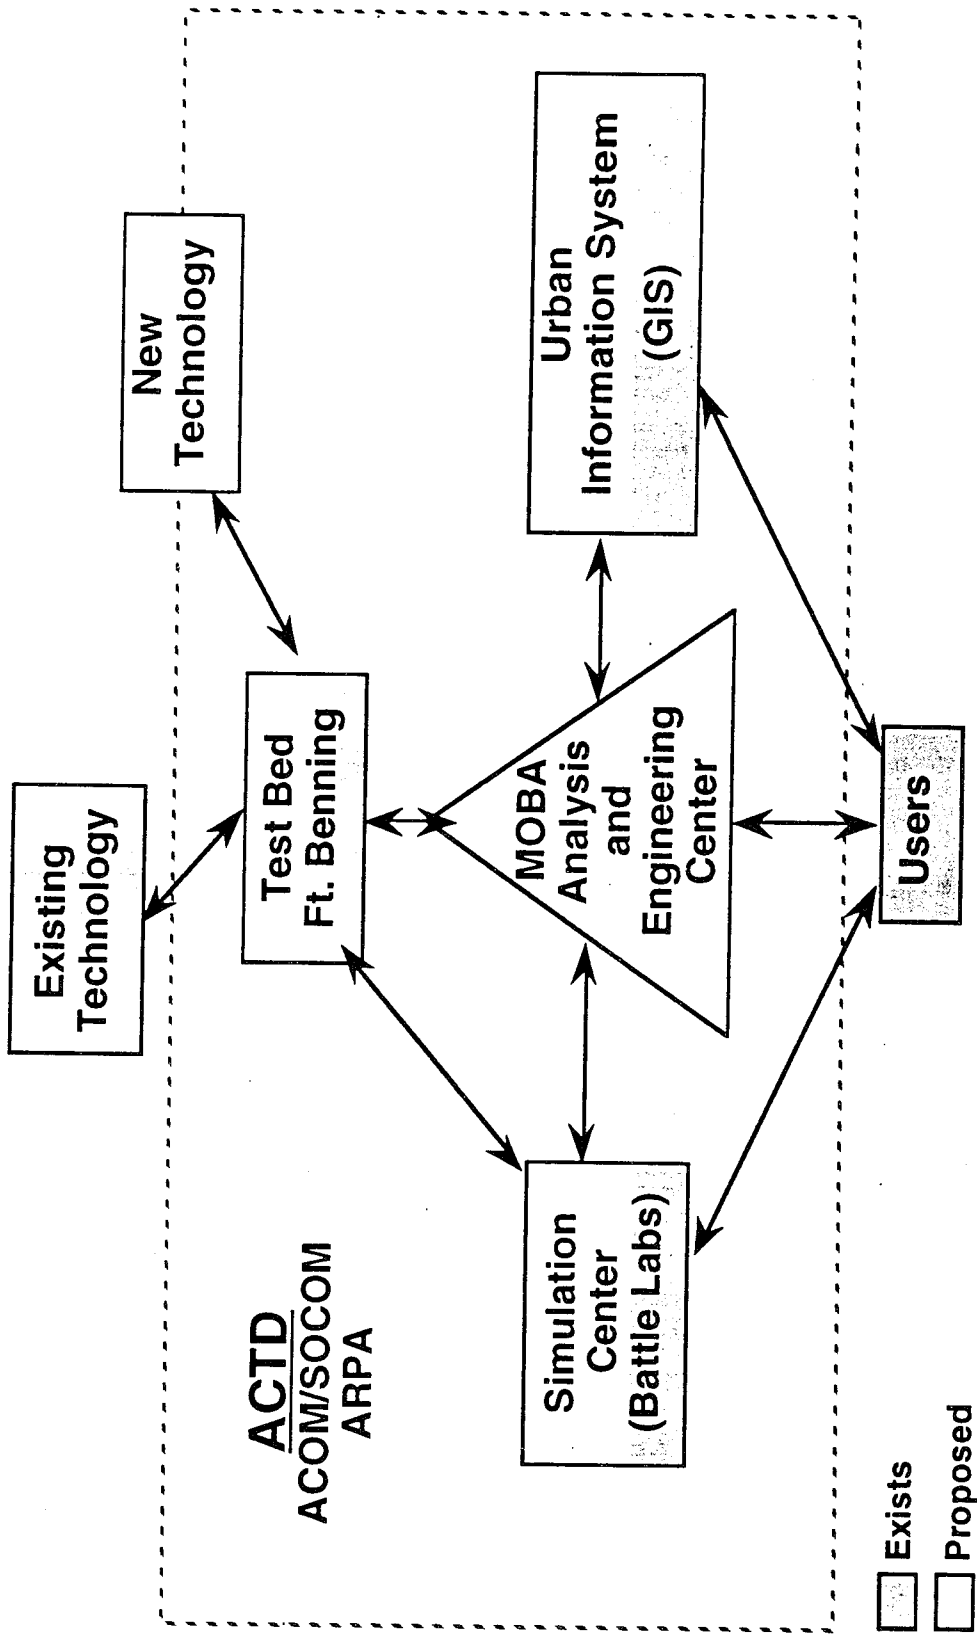 Existing
Technology
New
Technology
ACTD
ACOM/SOCOM
ARPA
Test Bed
Ft. Benning
Simulation
Center
(Battle Labs)
MOBA
Analysis
and
Engineering
Center
Urban
Information System
(GIS)
Users
Exists
Proposed